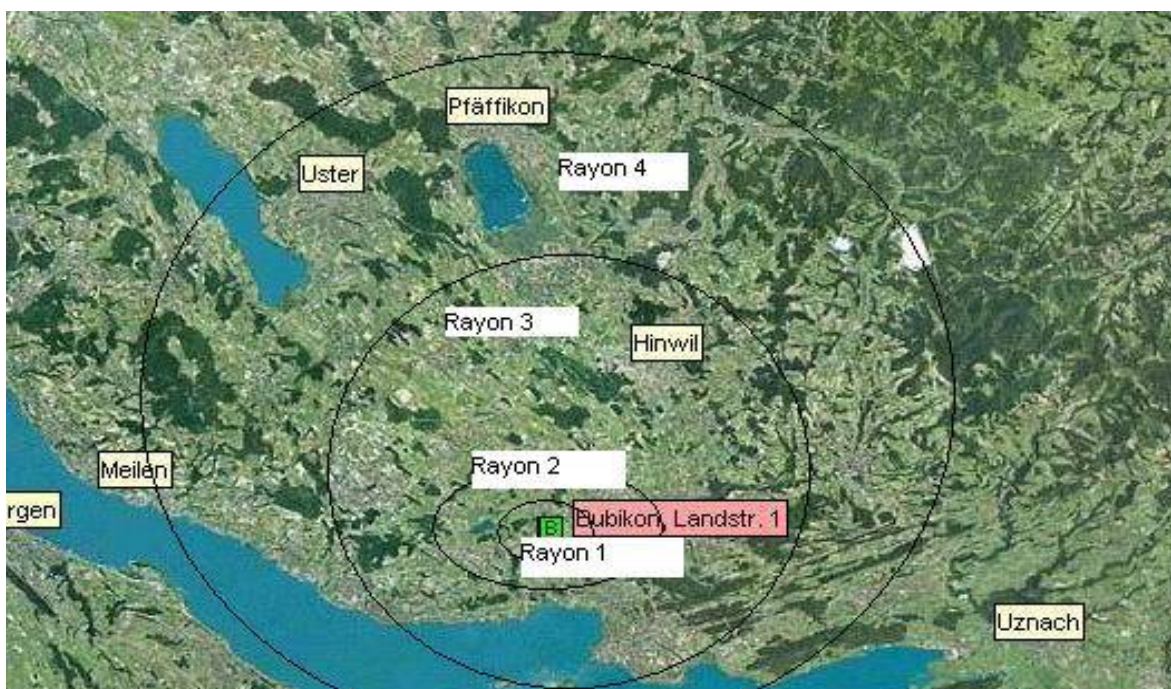 Pfäffikon
Rayon 4
Uster
Rayon 3
Hinwil
Rayon 2
Meilen
rgen
B
Bubikon, Landstr. 1
Rayon 1
Uznach